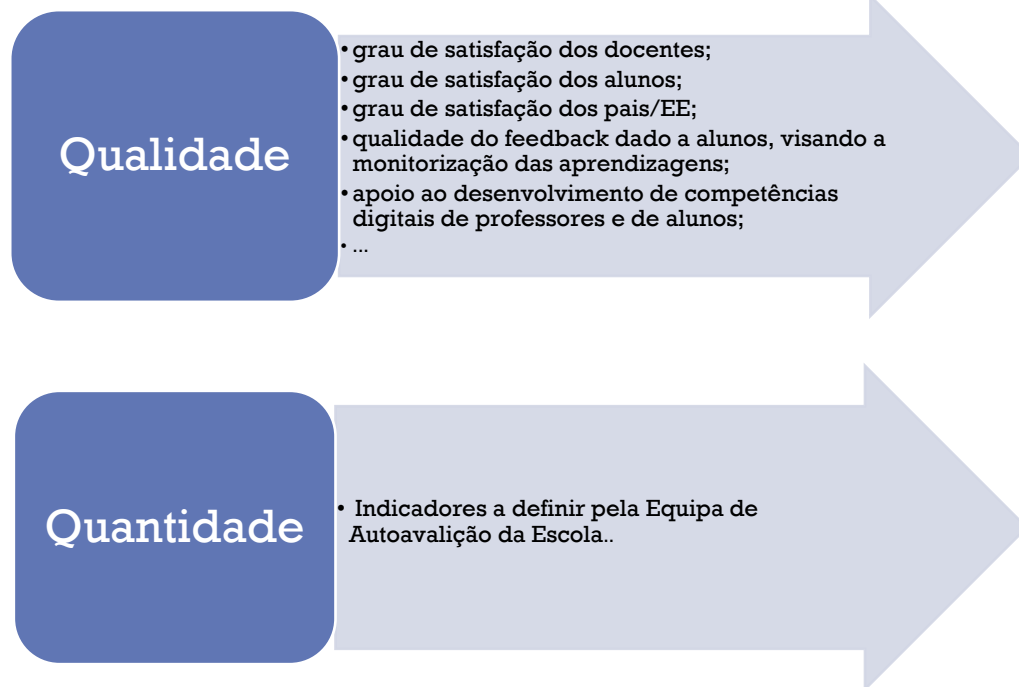 Qualidade
• grau de satisfação dos docentes;
• grau de satisfação dos alunos;
• grau de satisfação dos pais/EE;
• qualidade do feedback dado a alunos, visando a
monitorização das aprendizagens;
• apoio ao desenvolvimento de competências
digitais de professores e de alunos;
• ...
Quantidade
• Indicadores a definir pela Equipa de
Autoavalição da Escola..